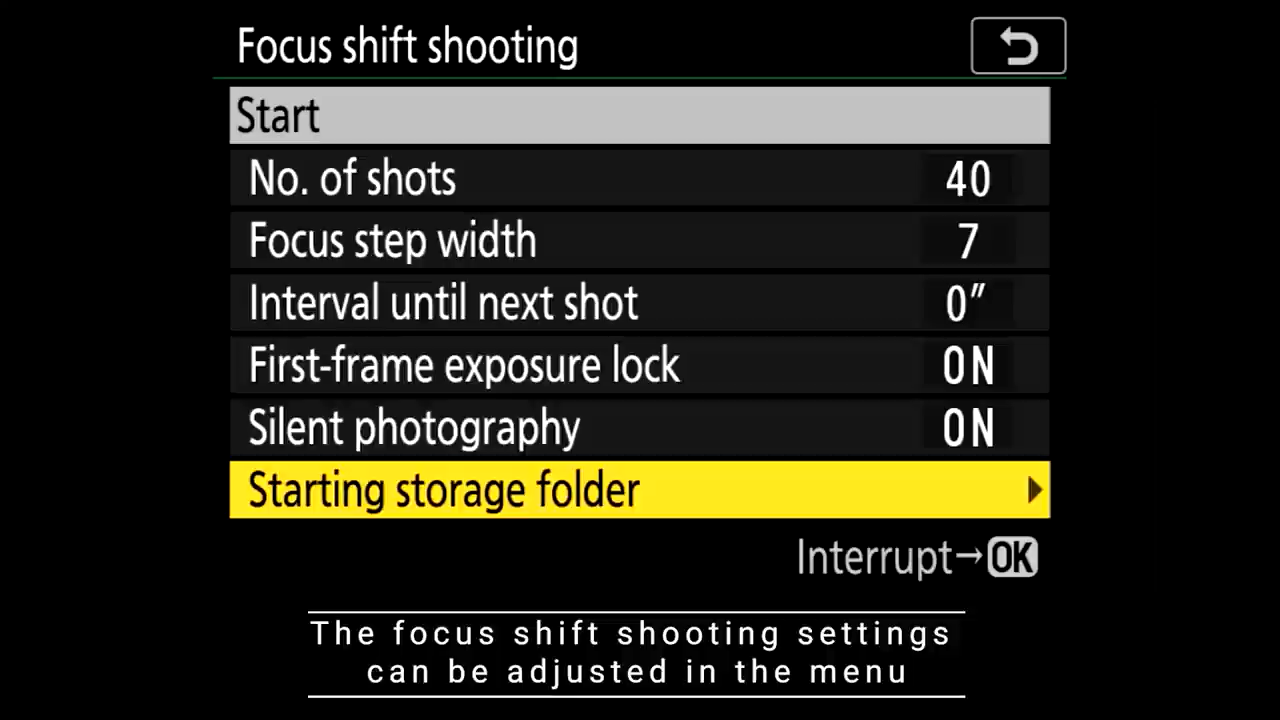 Focus shift shooting
Start
No. of shots 40
Focus step width 7
Interval until next shot 0″
First-frame exposure lock ON
Silent photography ON
Starting storage folder
Interrupt→OK
The focus shift shooting settings
can be adjusted in the menu